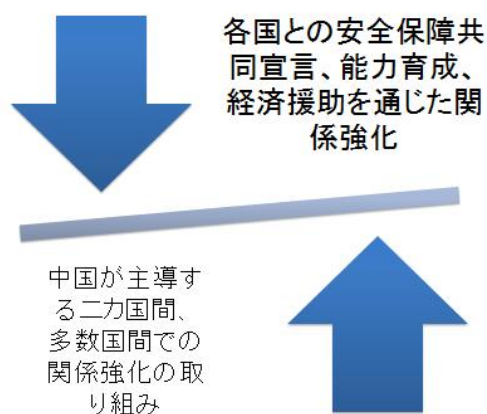 各国との安全保障共
同宣言、能力育成、
経済援助を通じた関
係強化
中国が主導す
る二カ国間、
多数国間での
関係強化の取
り組み